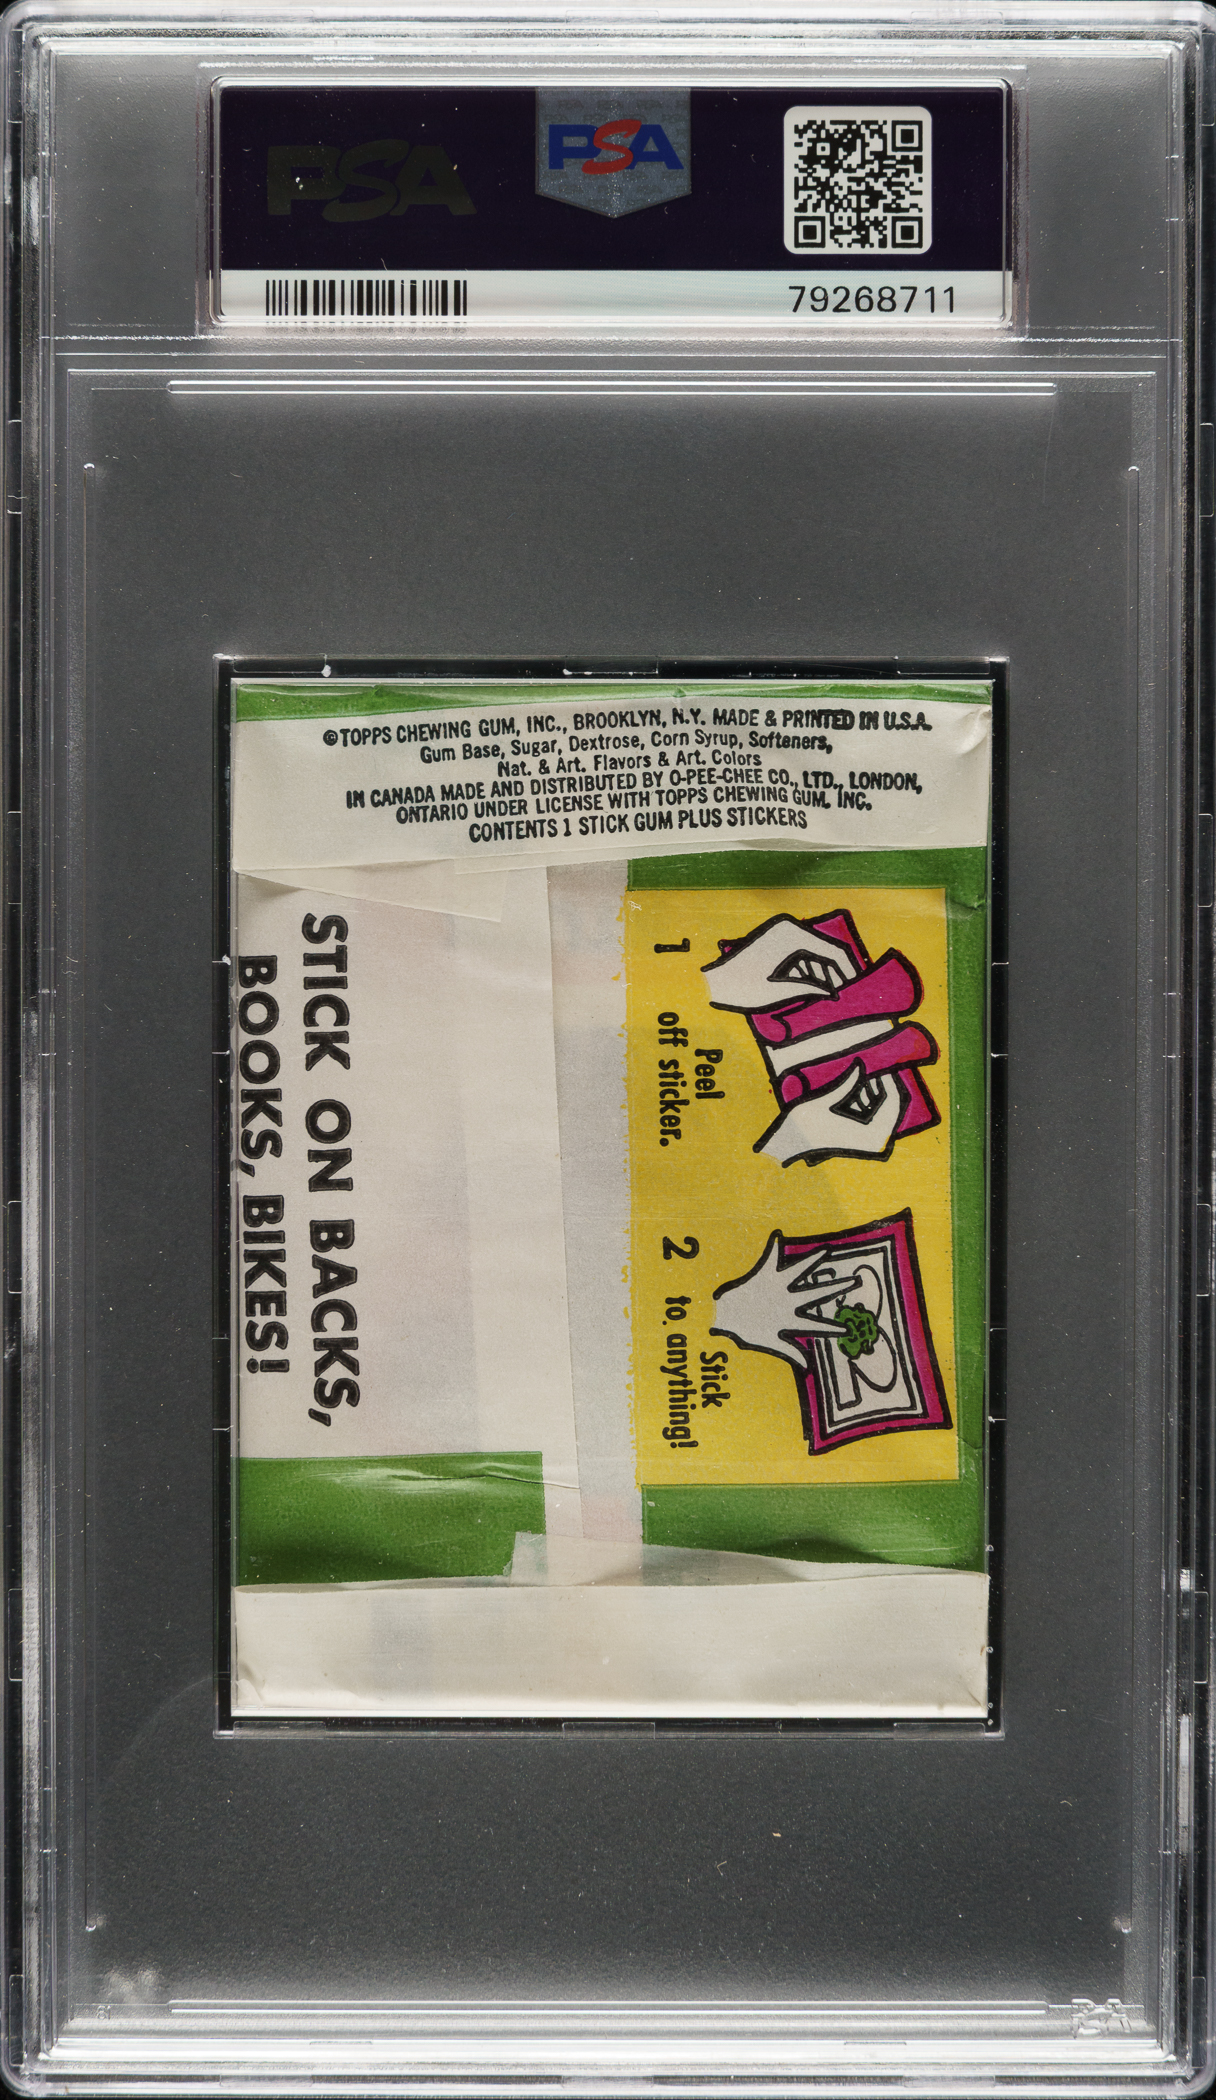 PSA
PSA
79268711
©TOPPS CHEWING GUM, INC., BROOKLYN, N.Y. MADE & PRINTED IN U.S.A.
Gum Base, Sugar, Dextrose, Corn Syrup, Softeners,
Nat. & Art. Flavors & Art. Colors
IN CANADA MADE AND DISTRIBUTED BY O-PEE-CHEE CO., LTD., LONDON,
ONTARIO UNDER LICENSE WITH TOPPS CHEWING GUM, INC.
CONTENTS 1 STICK GUM PLUS STICKERS
1 Peel
off sticker.
2 Stick
to anything!
STICK ON BACKS,
BOOKS, BIKES!
PSA